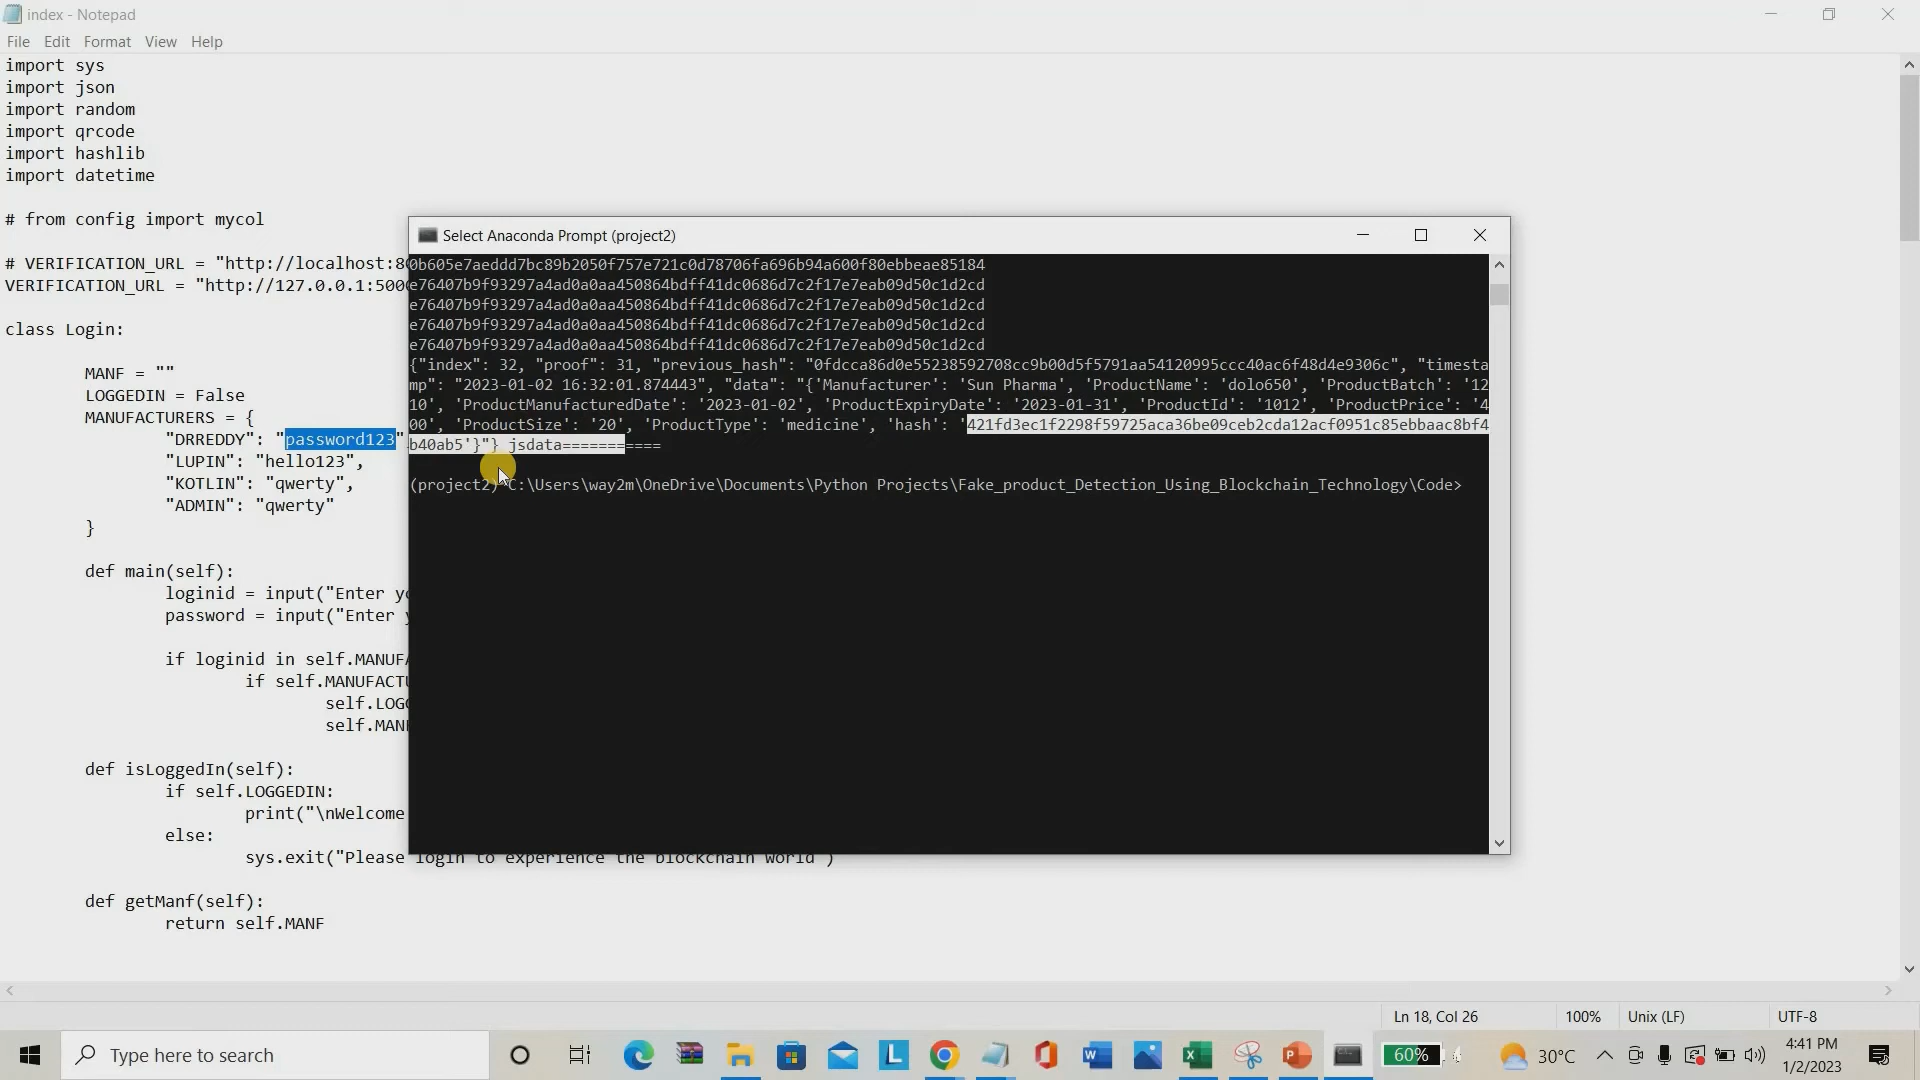 index - Notepad
File Edit Format View Help
import sys
import json
import random
import qrcode
import hashlib
import datetime
# from config import mycol
# VERIFICATION_URL = "http://localhost:80
VERIFICATION_URL = "http://127.0.0.1:500
class Login:
MANF = ""
LOGGEDIN = False
MANUFACTURERS = {
"DRREDDY": "password123"
"LUPIN": "hello123",
"KOTLIN": "qwerty",
"ADMIN": "qwerty"
}
def main(self):
loginid = input("Enter yo
password = input("Enter y
if loginid in self.MANUFA
if self.MANUFACTU
self.LOGG
self.MANF
def isLoggedIn(self):
if self.LOGGEDIN:
print("\nWelcome
else:
sys.exit("Please login to experience the blockchain world")
def getManf(self):
return self.MANF
Select Anaconda Prompt (project2)
0b605e7aeddd7bc89b2050f757e721c0d78706fa696b94a600f80ebbeae85184
e76407b9f93297a4ad0a0aa450864bdff41dc0686d7c2f17e7eab09d50c1d2cd
e76407b9f93297a4ad0a0aa450864bdff41dc0686d7c2f17e7eab09d50c1d2cd
e76407b9f93297a4ad0a0aa450864bdff41dc0686d7c2f17e7eab09d50c1d2cd
e76407b9f93297a4ad0a0aa450864bdff41dc0686d7c2f17e7eab09d50c1d2cd
{"index": 32, "proof": 31, "previous_hash": "0fdcca86d0e55238592708cc9b00d5f5791aa54120995ccc40ac6f48d4e9306c", "timesta
mp": "2023-01-02 16:32:01.874443", "data": "{'Manufacturer': 'Sun Pharma', 'ProductName': 'dolo650', 'ProductBatch': '12
10', 'ProductManufacturedDate': '2023-01-02', 'ProductExpiryDate': '2023-01-31', 'ProductId': '1012', 'ProductPrice': '4
00', 'ProductSize': '20', 'ProductType': 'medicine', 'hash': '421fd3ec1f2298f59725aca36be09ceb2cda12acf0951c85ebbaac8bf4
b40ab5'}"} jsdata===========
(project2) C:\Users\way2m\OneDrive\Documents\Python Projects\Fake_product_Detection_Using_Blockchain_Technology\Code>
Ln 18, Col 26 100% Unix (LF) UTF-8
Type here to search
60%
30°C
4:41 PM
1/2/2023